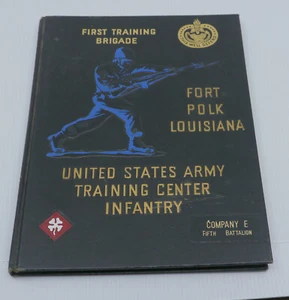 FIRST TRAINING
BRIGADE
FORT
POLK
LOUISIANA
UNITED STATES ARMY
TRAINING CENTER
INFANTRY
COMPANY E
FIFTH BATTALION